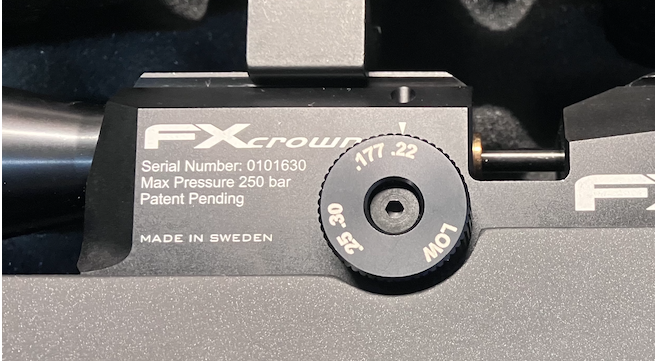 FX crown
Serial Number: 0101630
Max Pressure 250 bar
Patent Pending
MADE IN SWEDEN
.177 .22
.25-.30
LOW
FX